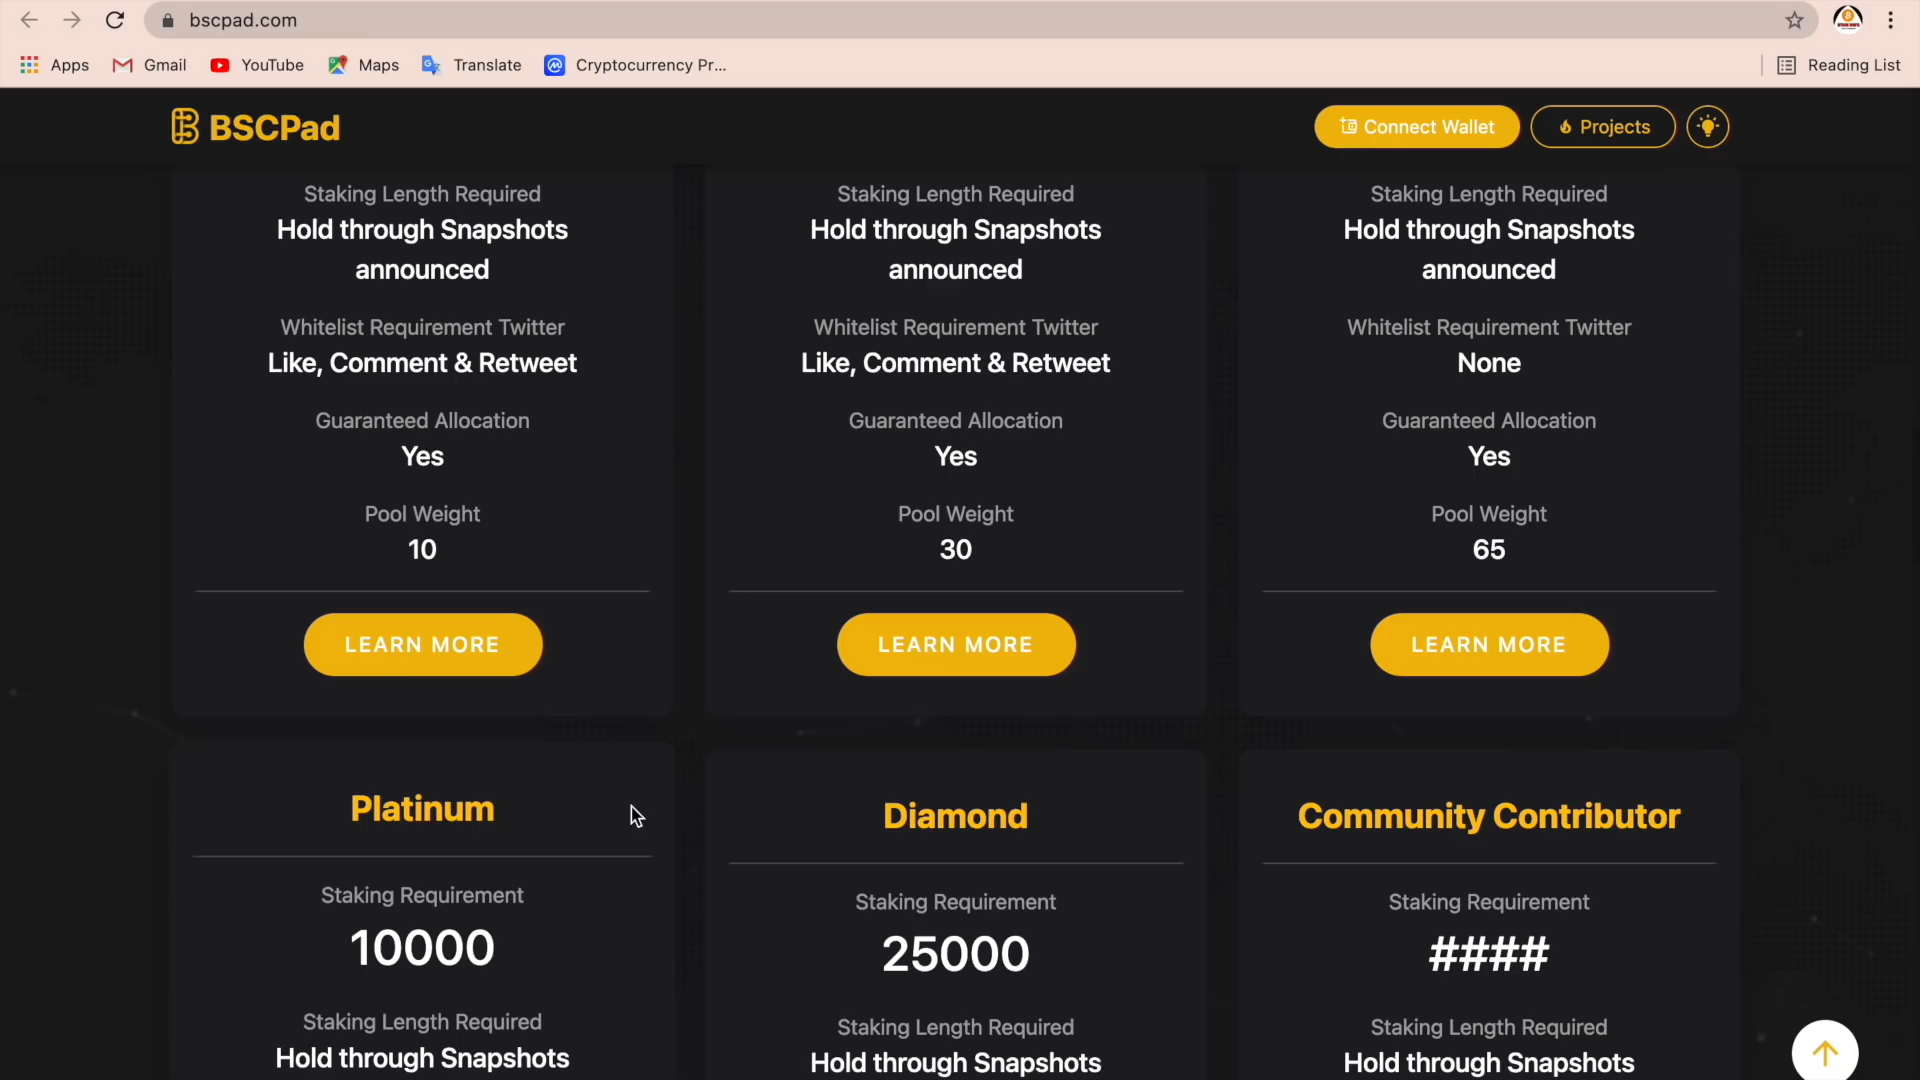 bscpad.com
Apps
Gmail
YouTube
Maps
Translate
Cryptocurrency Pr...
Reading List
BSCPad
Connect Wallet
Projects
Staking Length Required
Hold through Snapshots
announced
Whitelist Requirement Twitter
Like, Comment & Retweet
Guaranteed Allocation
Yes
Pool Weight
10
LEARN MORE
Staking Length Required
Hold through Snapshots
announced
Whitelist Requirement Twitter
Like, Comment & Retweet
Guaranteed Allocation
Yes
Pool Weight
30
LEARN MORE
Staking Length Required
Hold through Snapshots
announced
Whitelist Requirement Twitter
None
Guaranteed Allocation
Yes
Pool Weight
65
LEARN MORE
Platinum
Staking Requirement
10000
Staking Length Required
Hold through Snapshots
Diamond
Staking Requirement
25000
Staking Length Required
Hold through Snapshots
Community Contributor
Staking Requirement
####
Staking Length Required
Hold through Snapshots